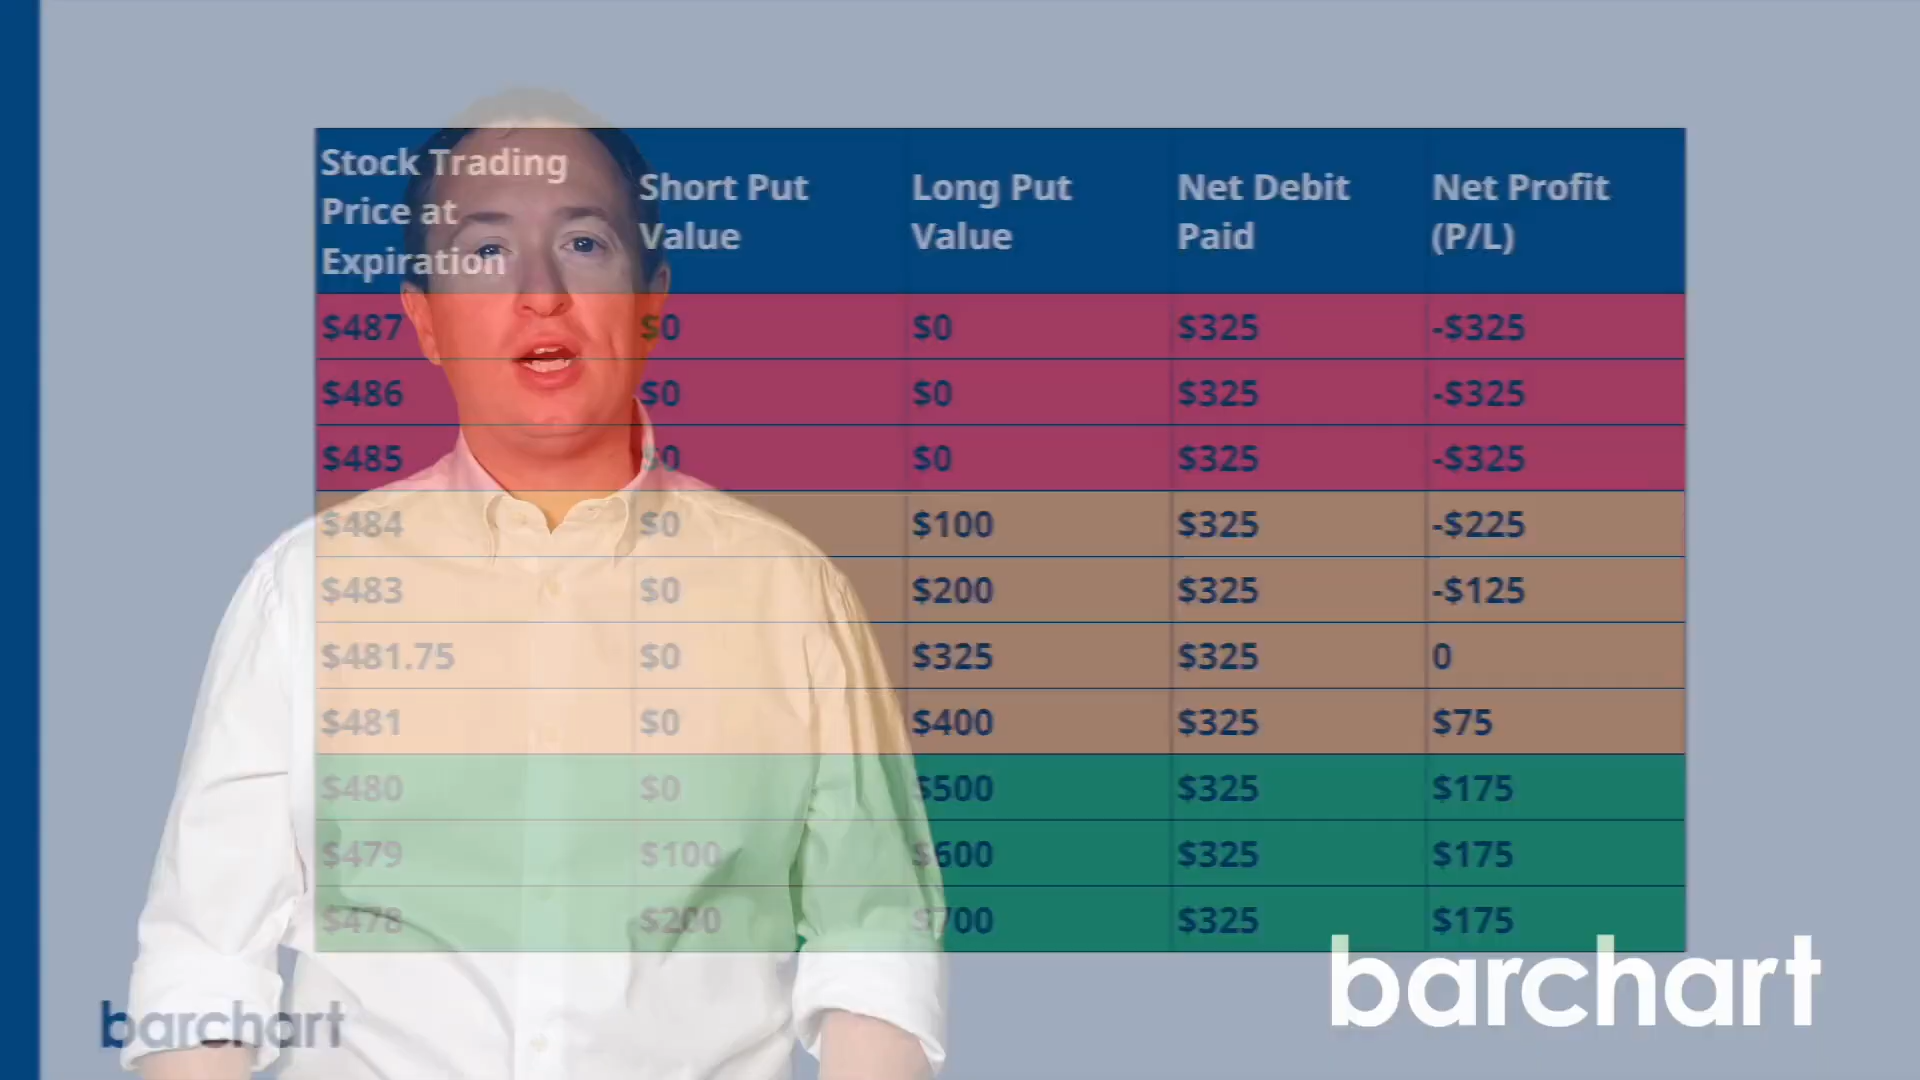 Stock Trading
Price at
Expiration
Short Put
Value
Long Put
Value
Net Debit
Paid
Net Profit
(P/L)
$487 $0 $0 $325 -$325
$486 $0 $0 $325 -$325
$485 $0 $0 $325 -$325
$484 $0 $100 $325 -$225
$483 $0 $200 $325 -$125
$481.75 $0 $325 $325 0
$481 $0 $400 $325 $75
$480 $0 $500 $325 $175
$479 $100 $600 $325 $175
$478 $200 $700 $325 $175
barchart
barchart